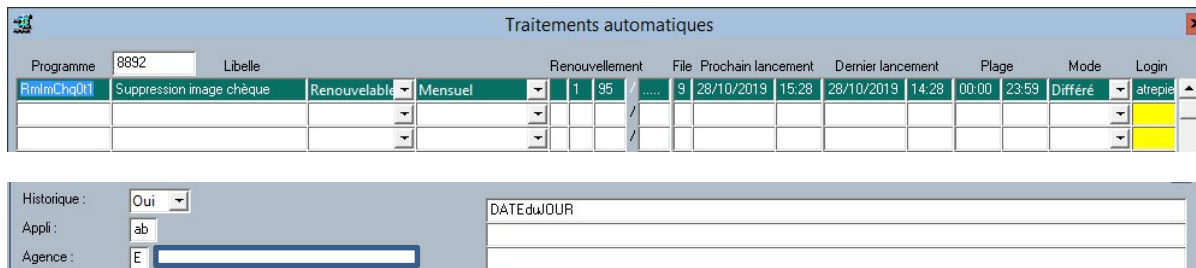 Traitements automatiques
Programme 8892 Libelle Renouvellement File Prochain lancement Dernier lancement Plage Mode Login
RmImChq0t1 Suppression image chèque Renouvelable Mensuel 1 95 / ..... 9 28/10/2019 15:28 28/10/2019 14:28 00:00 23:59 Différé atrepie
/
/
Historique : Oui DATEduJOUR
Appli : ab
Agence : E